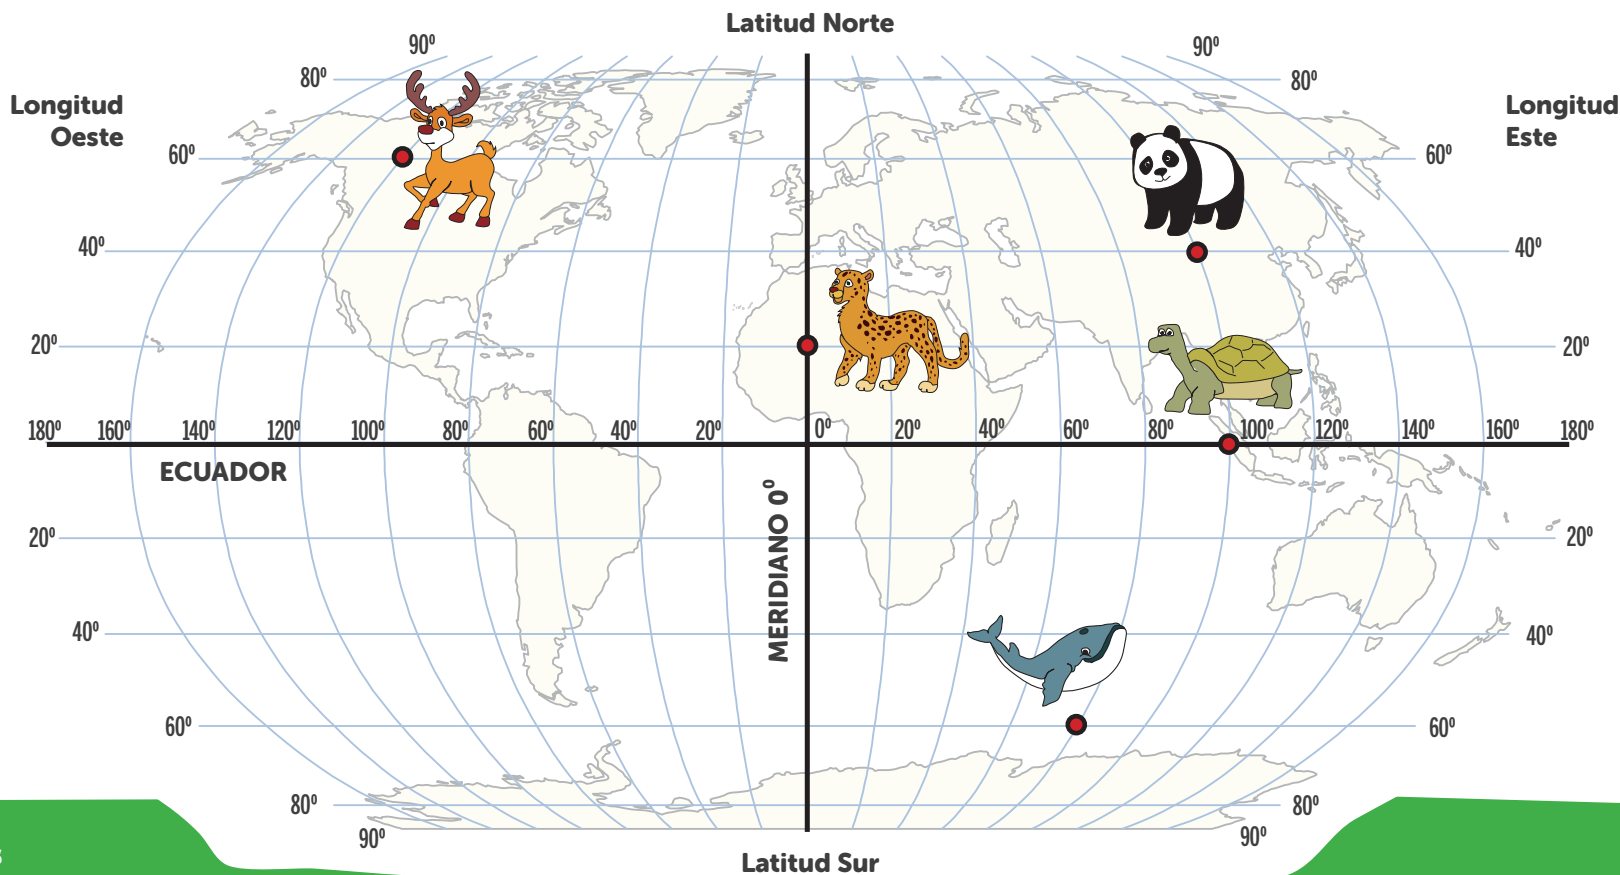 Latitud Norte
90º 90º
80º 80º
Longitud
Oeste
Longitud
Este
60º 60º
40º 40º
20º 20º
180º 160º 140º 120º 100º 80º 60º 40º 20º 0º 20º 40º 60º 80º 100º 120º 140º 160º 180º
ECUADOR
MERIDIANO 0º
20º 20º
40º 40º
60º 60º
80º 80º
90º 90º
Latitud Sur